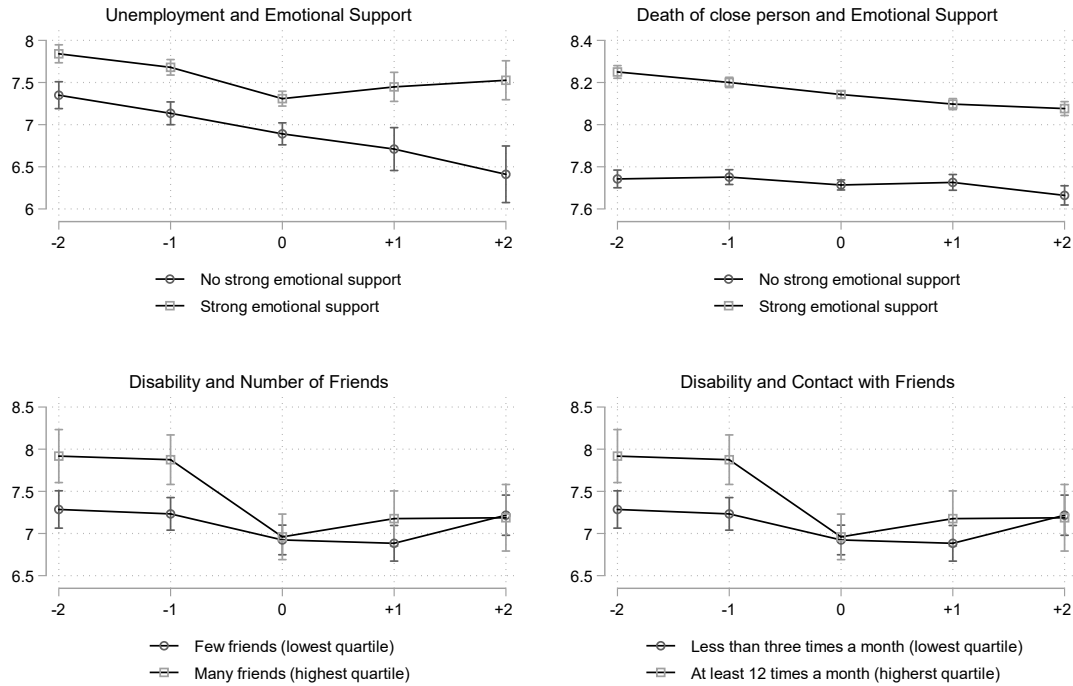 Unemployment and Emotional Support
8
7.5
7
6.5
6
-2 -1 0 +1 +2
No strong emotional support
Strong emotional support
Death of close person and Emotional Support
8.4
8.2
8
7.8
7.6
-2 -1 0 +1 +2
No strong emotional support
Strong emotional support
Disability and Number of Friends
8.5
8
7.5
7
6.5
-2 -1 0 +1 +2
Few friends (lowest quartile)
Many friends (highest quartile)
Disability and Contact with Friends
8.5
8
7.5
7
6.5
-2 -1 0 +1 +2
Less than three times a month (lowest quartile)
At least 12 times a month (higherst quartile)